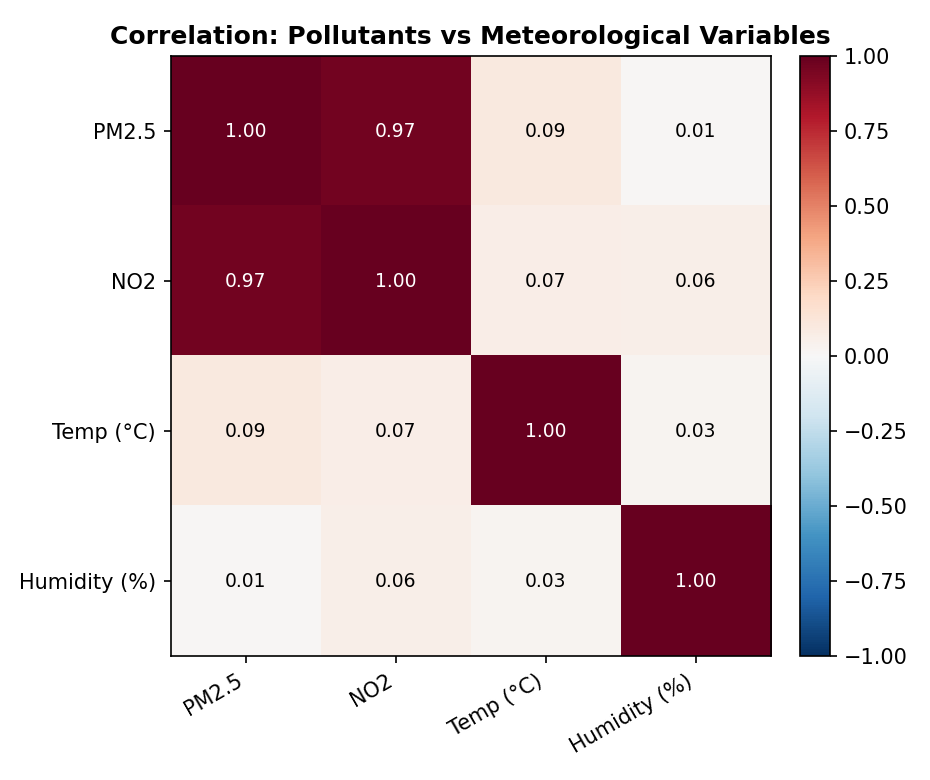 Correlation: Pollutants vs Meteorological Variables
PM2.5 1.00 0.97 0.09 0.01
NO2 0.97 1.00 0.07 0.06
Temp (°C) 0.09 0.07 1.00 0.03
Humidity (%) 0.01 0.06 0.03 1.00
PM2.5 NO2 Temp (°C) Humidity (%)
1.00
0.75
0.50
0.25
0.00
−0.25
−0.50
−0.75
−1.00